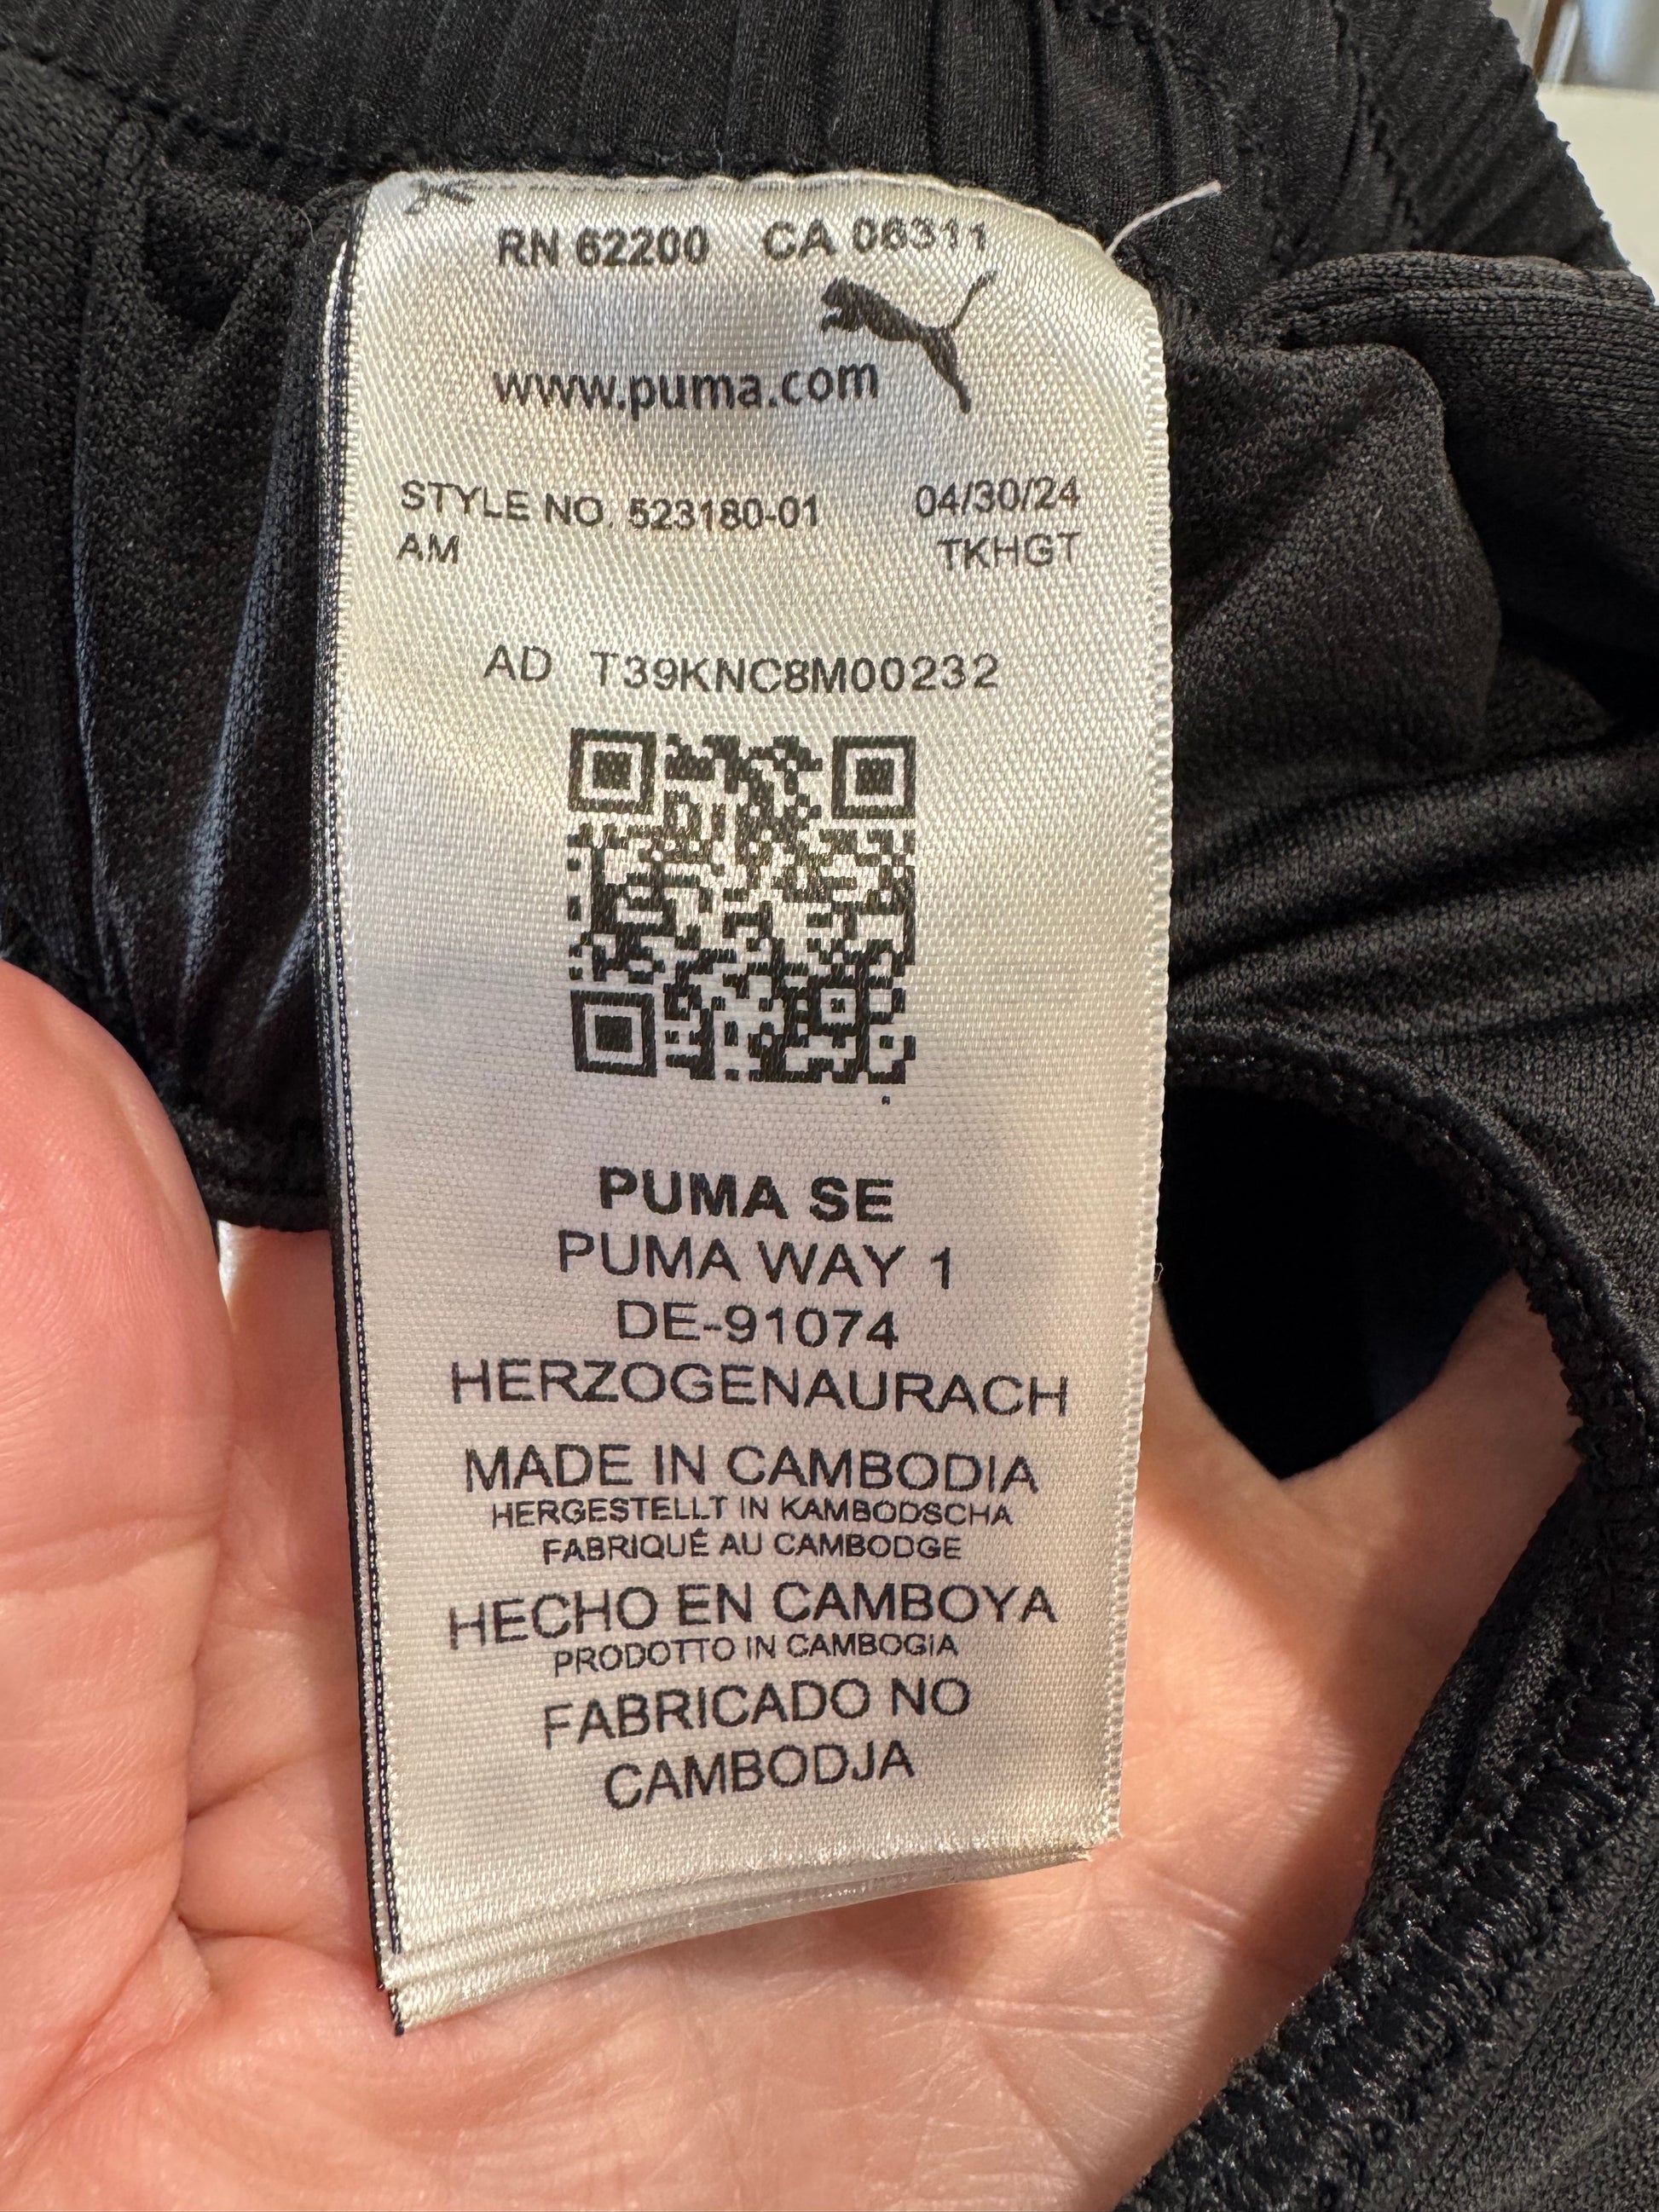 RN 62200 CA 06311
www.puma.com
STYLE NO. 523180-01 04/30/24
AM TKHGT
AD T39KNC8M00232
PUMA SE
PUMA WAY 1
DE-91074
HERZOGENAURACH
MADE IN CAMBODIA
HERGESTELLT IN KAMBODSCHA
FABRIQUÉ AU CAMBODGE
HECHO EN CAMBOYA
PRODOTTO IN CAMBOGIA
FABRICADO NO
CAMBODJA